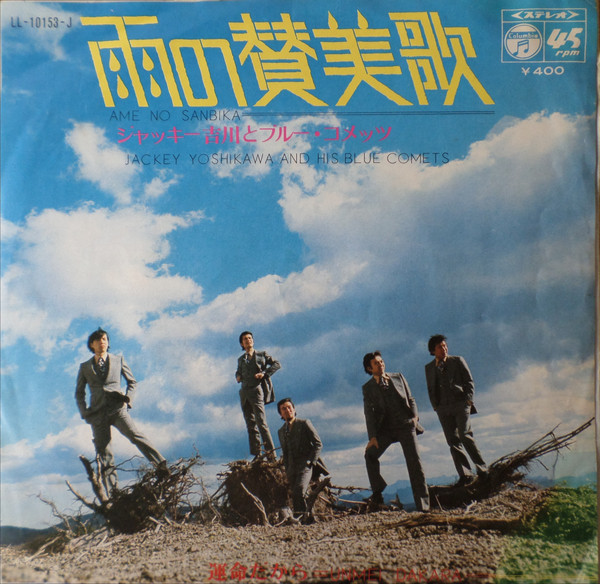 LL-10153-J
<ステレオ>
Columbia
45
rpm
¥400
雨の賛美歌
AME NO SANBIKA
ジャッキー吉川とブルー・コメッツ
JACKEY YOSHIKAWA AND HIS BLUE COMETS
運命だから